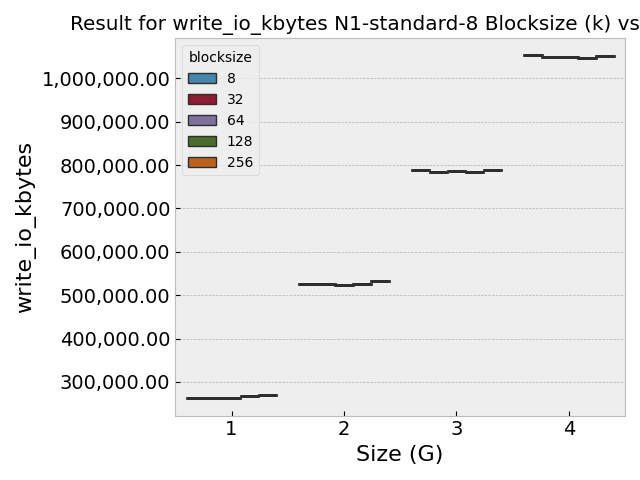 Result for write_io_kbytes N1-standard-8 Blocksize (k) vs
blocksize
8
32
64
128
256
1,000,000.00
900,000.00
800,000.00
700,000.00
600,000.00
500,000.00
400,000.00
300,000.00
write_io_kbytes
1 2 3 4
Size (G)